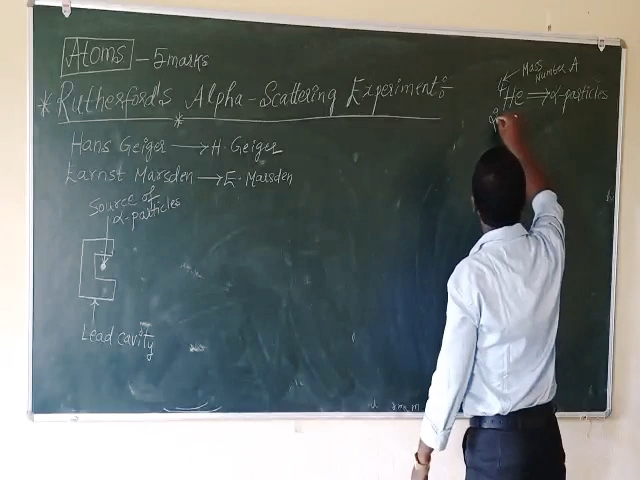 Atoms - 5 marks
* Rutherford's Alpha-Scattering Experiment:-
*
Hans Geiger → H. Geiger
Earnst Marsden → E. Marsden
Source of
α-particles
Lead cavity
Mass
Number A
4
He ⟹ α-particles